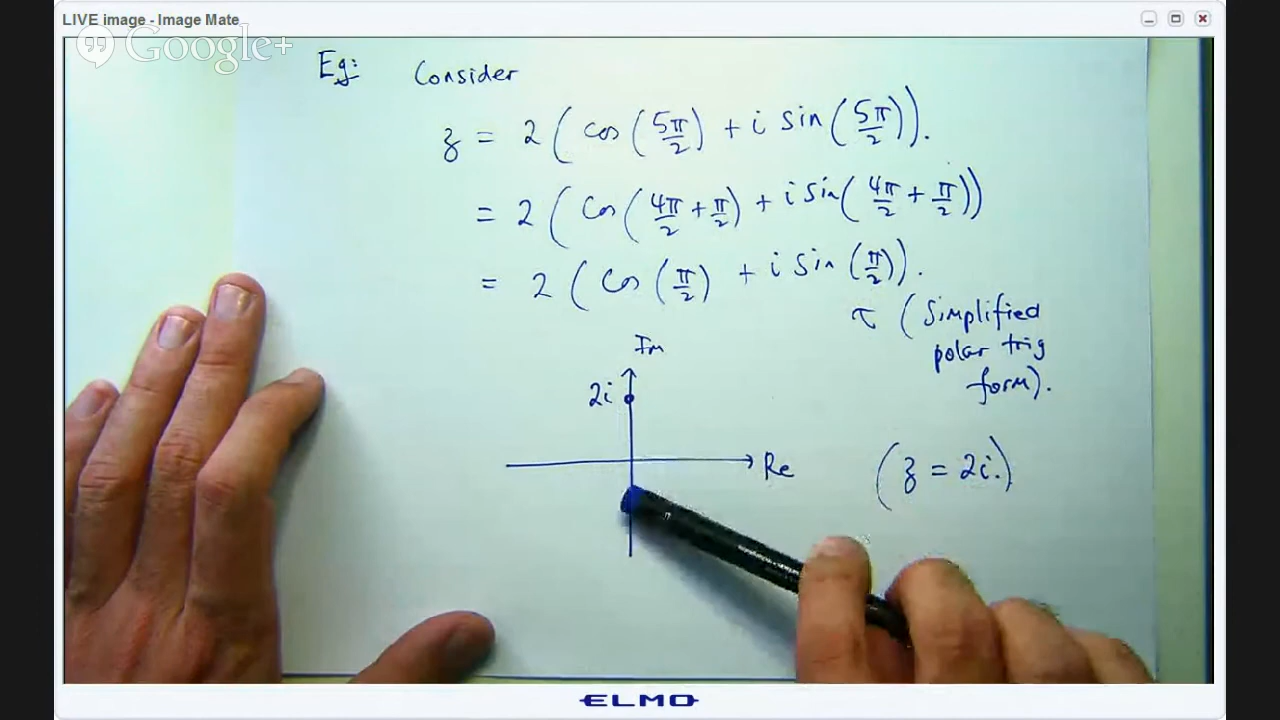 LIVE image - Image Mate
Google+
Eg: Consider
z = 2 ( cos ( 5π/2 ) + i sin ( 5π/2 ) ).
= 2 ( cos ( 4π/2 + π/2 ) + i sin ( 4π/2 + π/2 ) )
= 2 ( cos ( π/2 ) + i sin ( π/2 ) ).
( simplified
polar trig
form ).
Im
2i
Re
( z = 2i. )
ELMO